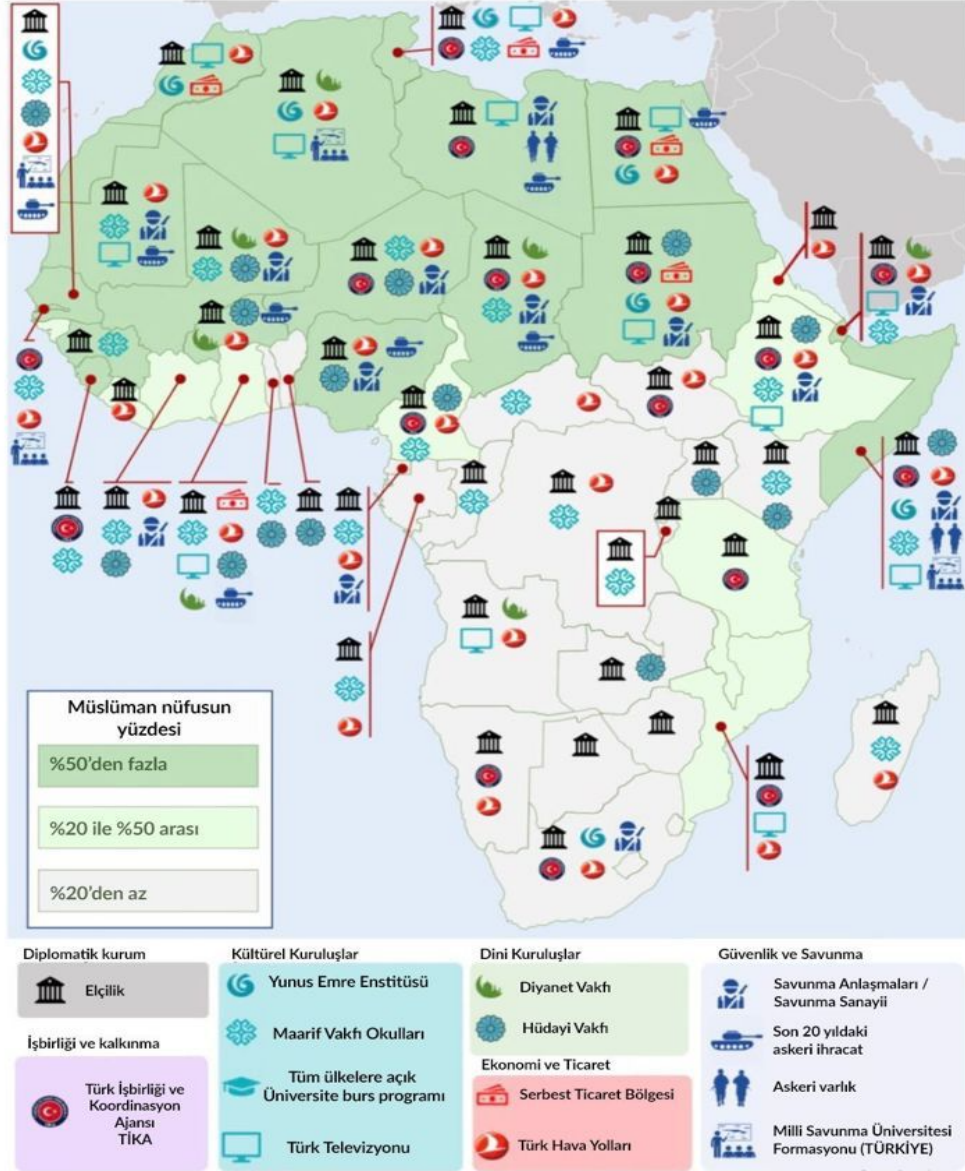 Müslüman nüfusun
yüzdesi
%50'den fazla
%20 ile %50 arası
%20'den az
Diplomatik kurum
Elçilik
İşbirliği ve kalkınma
Türk İşbirliği ve
Koordinasyon
Ajansı
TİKA
Kültürel Kuruluşlar
Yunus Emre Enstitüsü
Maarif Vakfı Okulları
Tüm ülkelere açık
Üniversite burs programı
Türk Televizyonu
Dini Kuruluşlar
Diyanet Vakfı
Hüdayi Vakfı
Ekonomi ve Ticaret
Serbest Ticaret Bölgesi
Türk Hava Yolları
Güvenlik ve Savunma
Savunma Anlaşmaları /
Savunma Sanayii
Son 20 yıldaki
askeri ihracat
Askeri varlık
Milli Savunma Üniversitesi
Formasyonu (TÜRKİYE)